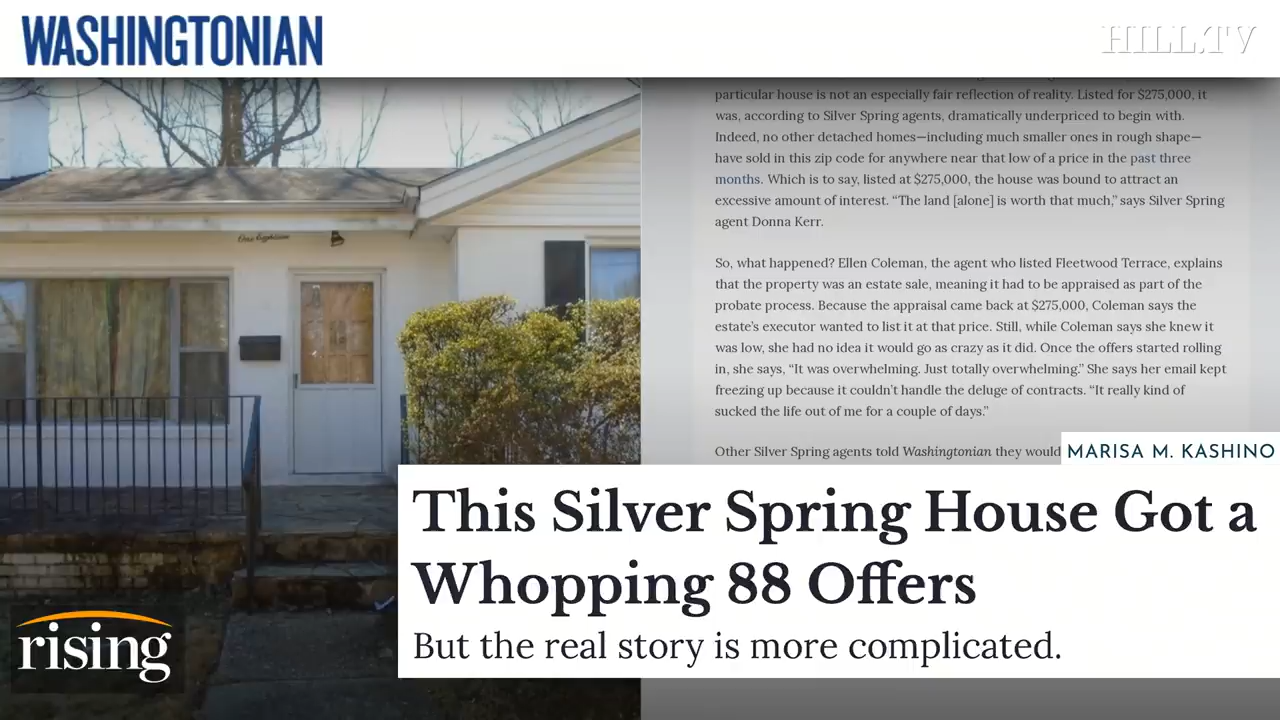 WASHINGTONIAN
HILL.TV
particular house is not an especially fair reflection of reality. Listed for $275,000, it
was, according to Silver Spring agents, dramatically underpriced to begin with.
Indeed, no other detached homes—including much smaller ones in rough shape—
have sold in this zip code for anywhere near that low of a price in the past three
months. Which is to say, listed at $275,000, the house was bound to attract an
excessive amount of interest. “The land [alone] is worth that much,” says Silver Spring
agent Donna Kerr.
So, what happened? Ellen Coleman, the agent who listed Fleetwood Terrace, explains
that the property was an estate sale, meaning it had to be appraised as part of the
probate process. Because the appraisal came back at $275,000, Coleman says the
estate’s executor wanted to list it at that price. Still, while Coleman says she knew it
was low, she had no idea it would go as crazy as it did. Once the offers started rolling
in, she says, “It was overwhelming. Just totally overwhelming.” She says her email kept
freezing up because it couldn’t handle the deluge of contracts. “It really kind of
sucked the life out of me for a couple of days.”
Other Silver Spring agents told Washingtonian they would
MARISA M. KASHINO
This Silver Spring House Got a
Whopping 88 Offers
But the real story is more complicated.
rising